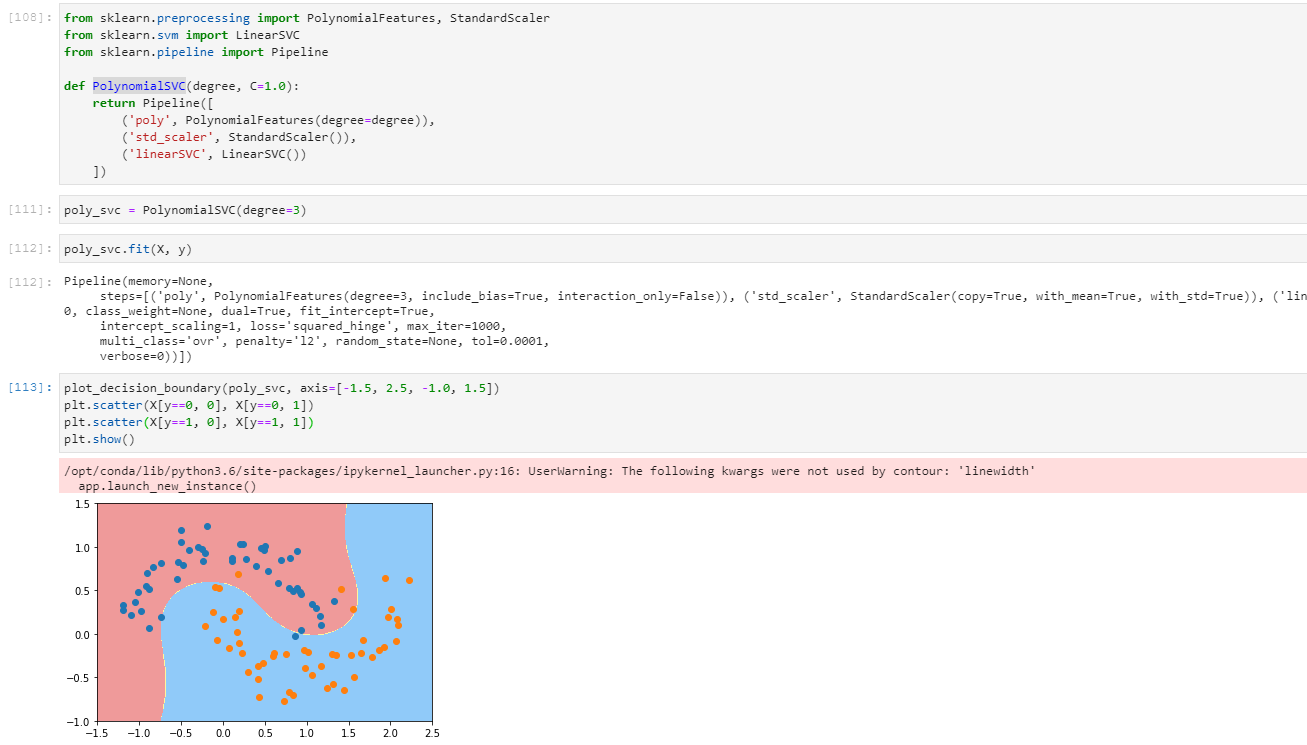 [108]: from sklearn.preprocessing import PolynomialFeatures, StandardScaler
from sklearn.svm import LinearSVC
from sklearn.pipeline import Pipeline
def PolynomialSVC(degree, C=1.0):
return Pipeline([
('poly', PolynomialFeatures(degree=degree)),
('std_scaler', StandardScaler()),
('linearSVC', LinearSVC())
])
[111]: poly_svc = PolynomialSVC(degree=3)
[112]: poly_svc.fit(X, y)
[112]: Pipeline(memory=None,
steps=[('poly', PolynomialFeatures(degree=3, include_bias=True, interaction_only=False)), ('std_scaler', StandardScaler(copy=True, with_mean=True, with_std=True)), ('lin
0, class_weight=None, dual=True, fit_intercept=True,
intercept_scaling=1, loss='squared_hinge', max_iter=1000,
multi_class='ovr', penalty='l2', random_state=None, tol=0.0001,
verbose=0))])
[113]: plot_decision_boundary(poly_svc, axis=[-1.5, 2.5, -1.0, 1.5])
plt.scatter(X[y==0, 0], X[y==0, 1])
plt.scatter(X[y==1, 0], X[y==1, 1])
plt.show()
/opt/conda/lib/python3.6/site-packages/ipykernel_launcher.py:16: UserWarning: The following kwargs were not used by contour: 'linewidth'
app.launch_new_instance()
1.5
1.0
0.5
0.0
−0.5
−1.0
−1.5 −1.0 −0.5 0.0 0.5 1.0 1.5 2.0 2.5